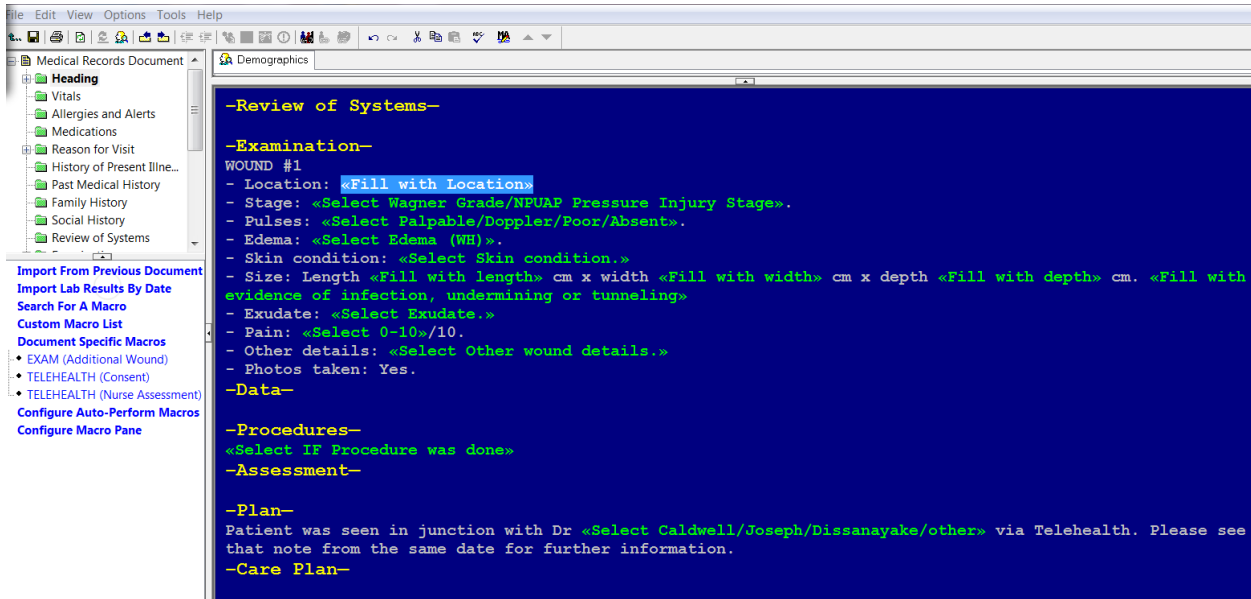 File Edit View Options Tools Help
Medical Records Document
Heading
Vitals
Allergies and Alerts
Medications
Reason for Visit
History of Present Illne...
Past Medical History
Family History
Social History
Review of Systems
Import From Previous Document
Import Lab Results By Date
Search For A Macro
Custom Macro List
Document Specific Macros
EXAM (Additional Wound)
TELEHEALTH (Consent)
TELEHEALTH (Nurse Assessment)
Configure Auto-Perform Macros
Configure Macro Pane
Demographics
—Review of Systems—
—Examination—
WOUND #1
- Location: «Fill with Location»
- Stage: «Select Wagner Grade/NPUAP Pressure Injury Stage».
- Pulses: «Select Palpable/Doppler/Poor/Absent».
- Edema: «Select Edema (WH)».
- Skin condition: «Select Skin condition.»
- Size: Length «Fill with length» cm x width «Fill with width» cm x depth «Fill with depth» cm. «Fill with
evidence of infection, undermining or tunneling»
- Exudate: «Select Exudate.»
- Pain: «Select 0-10»/10.
- Other details: «Select Other wound details.»
- Photos taken: Yes.
—Data—
—Procedures—
«Select IF Procedure was done»
—Assessment—
—Plan—
Patient was seen in junction with Dr «Select Caldwell/Joseph/Dissanayake/other» via Telehealth. Please see
that note from the same date for further information.
—Care Plan—